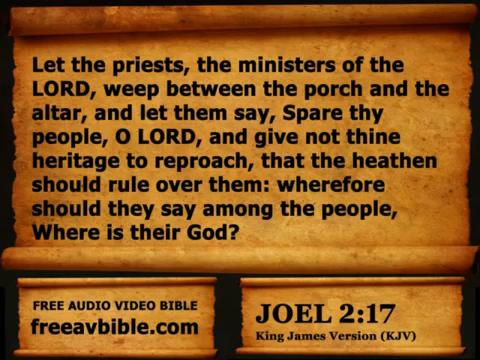 Let the priests, the ministers of the
LORD, weep between the porch and the
altar, and let them say, Spare thy
people, O LORD, and give not thine
heritage to reproach, that the heathen
should rule over them: wherefore
should they say among the people,
Where is their God?
FREE AUDIO VIDEO BIBLE
freeavbible.com
JOEL 2:17
King James Version (KJV)